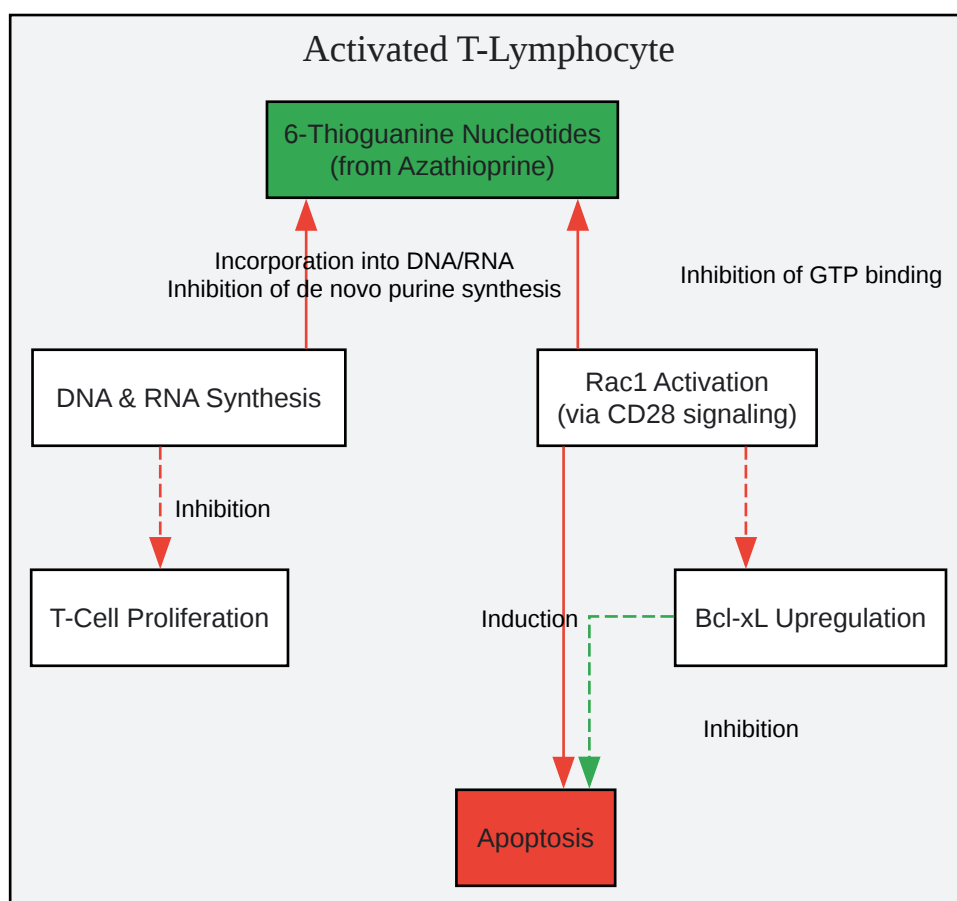 Activated T-Lymphocyte
6-Thioguanine Nucleotides
(from Azathioprine)
Incorporation into DNA/RNA
Inhibition of de novo purine synthesis
Inhibition of GTP binding
DNA & RNA Synthesis
Rac1 Activation
(via CD28 signaling)
Inhibition
T-Cell Proliferation
Induction
Bcl-xL Upregulation
Inhibition
Apoptosis